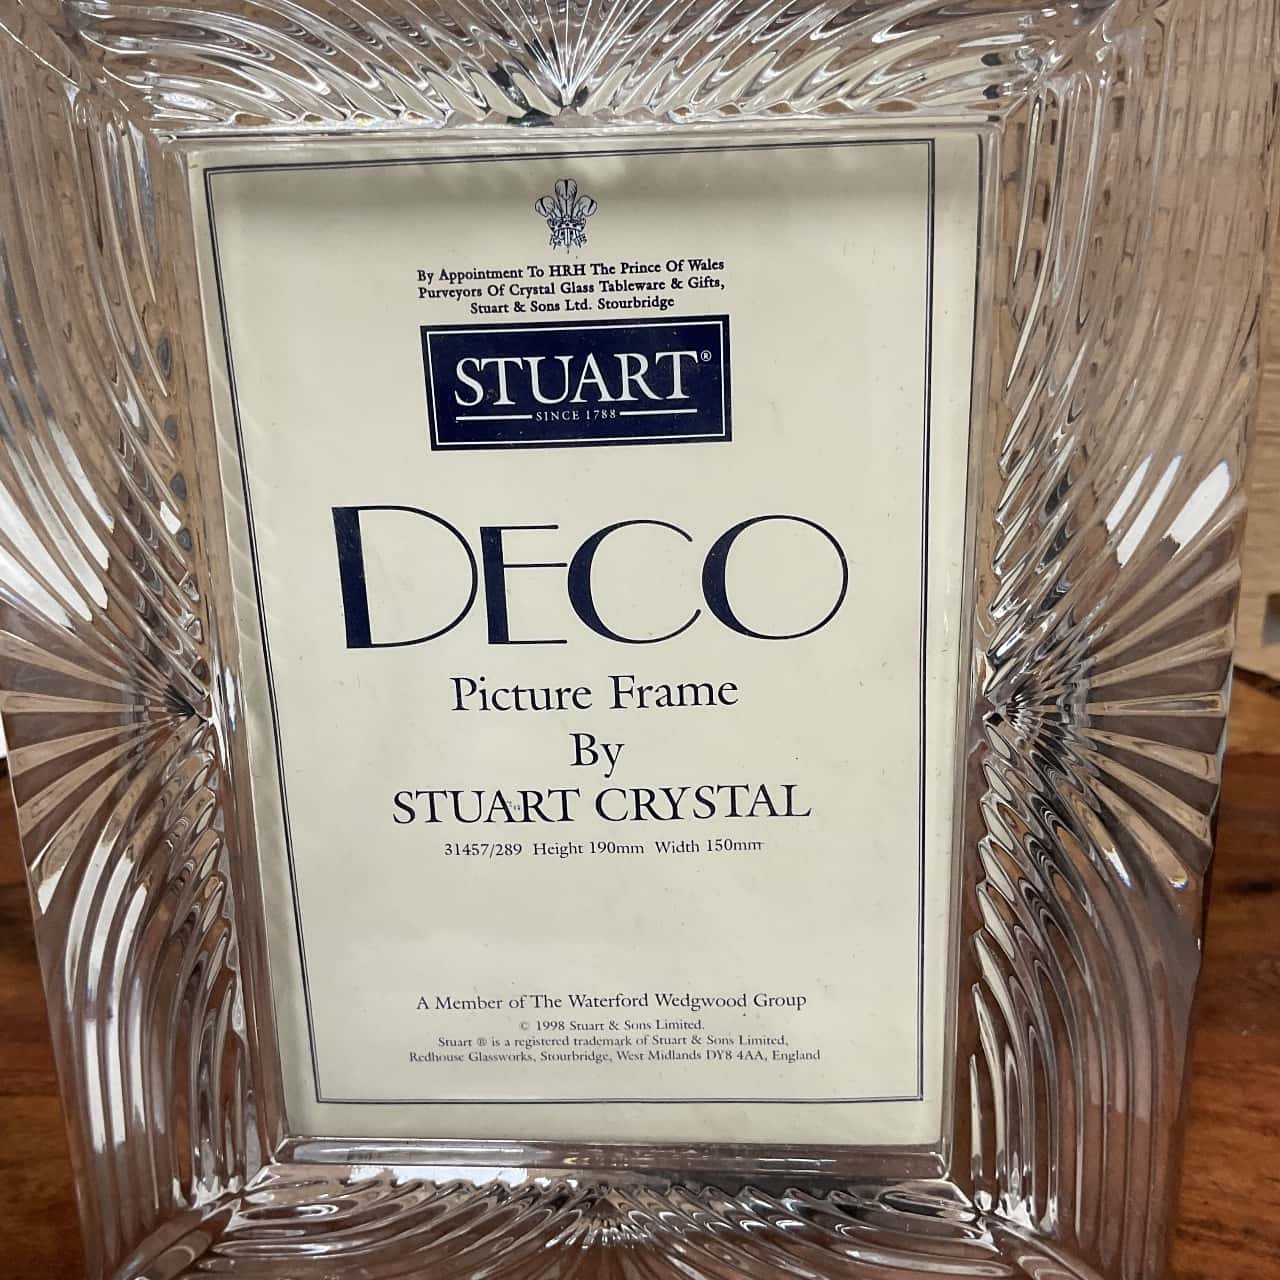 By Appointment To HRH The Prince Of Wales
Purveyors Of Crystal Glass Tableware & Gifts,
Stuart & Sons Ltd. Stourbridge
STUART®
SINCE 1788
DECO
Picture Frame
By
STUART CRYSTAL
31457/289 Height 190mm Width 150mm
A Member of The Waterford Wedgwood Group
© 1998 Stuart & Sons Limited.
Stuart ® is a registered trademark of Stuart & Sons Limited,
Redhouse Glassworks, Stourbridge, West Midlands DY8 4AA, England